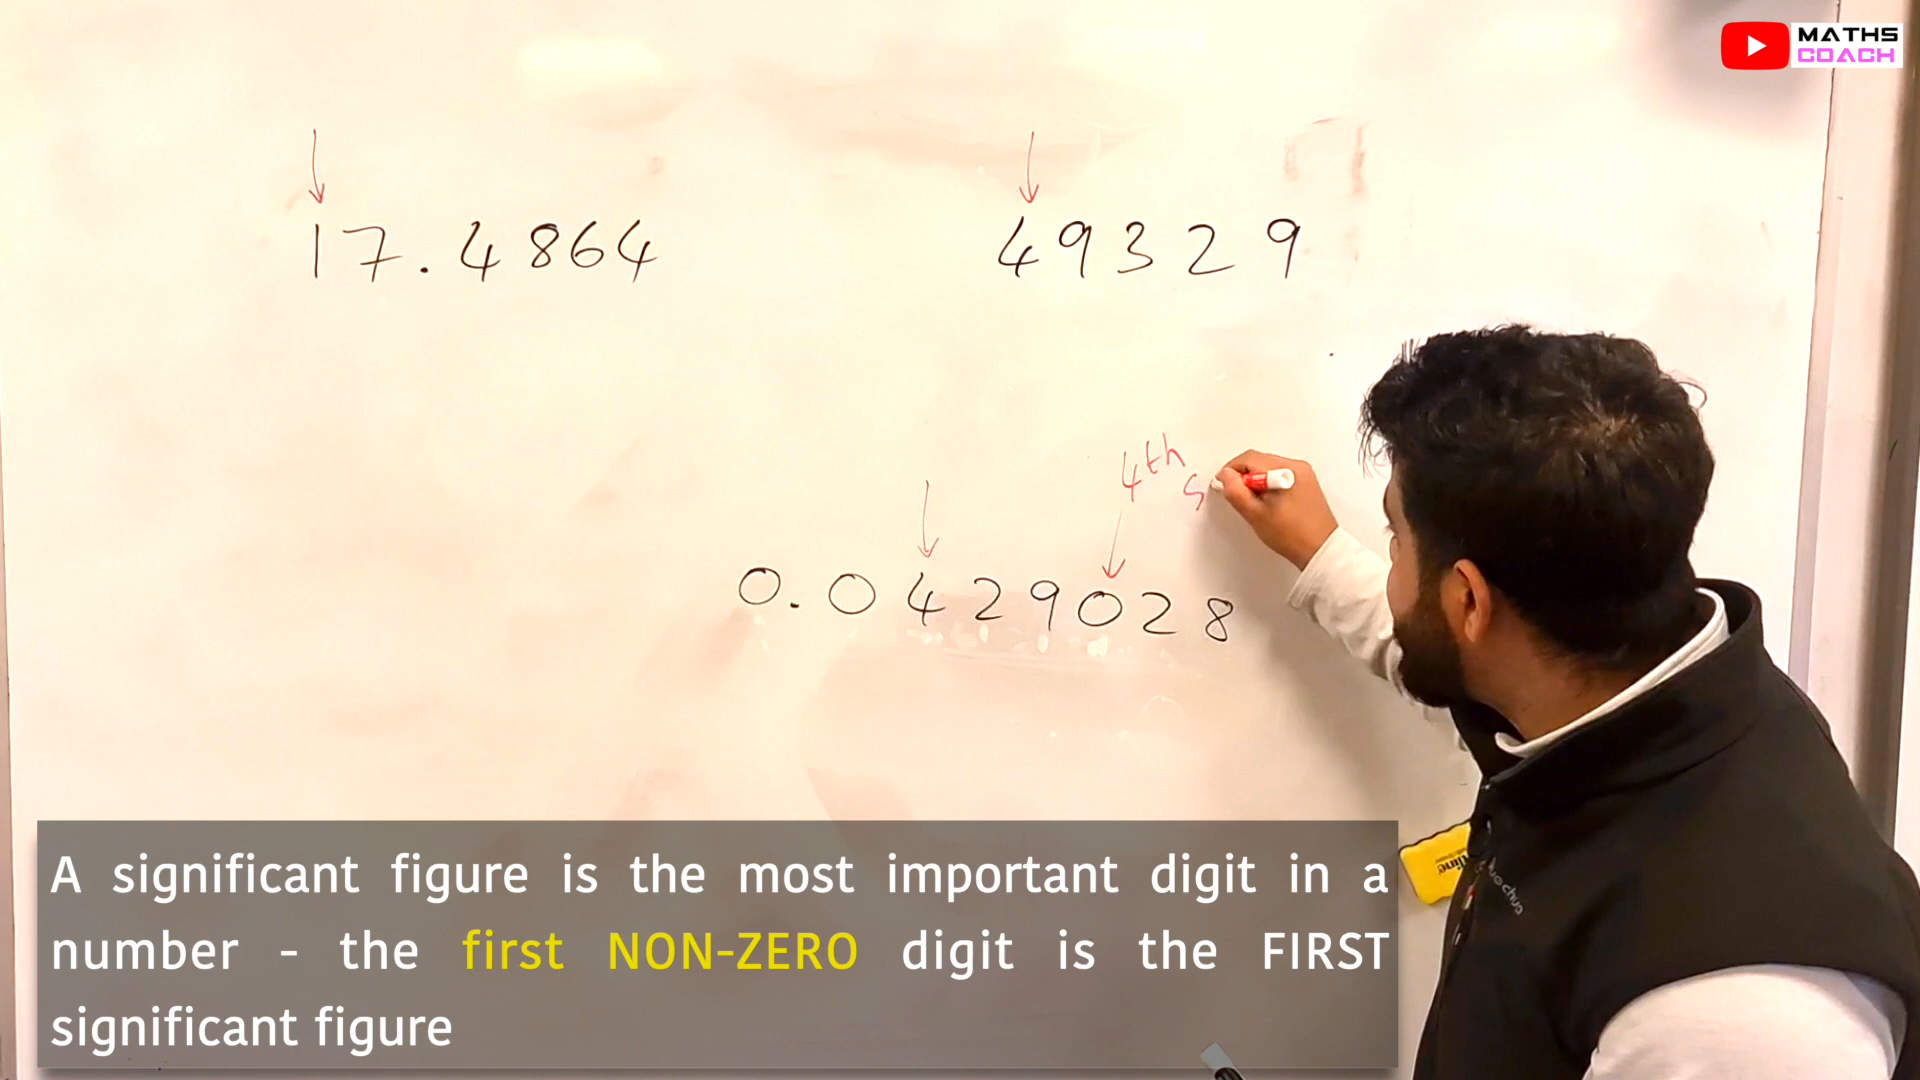 MATHS
COACH
17.4864
49329
4th
s
0.0429028
A significant figure is the most important digit in a
number - the first NON-ZERO digit is the FIRST
significant figure